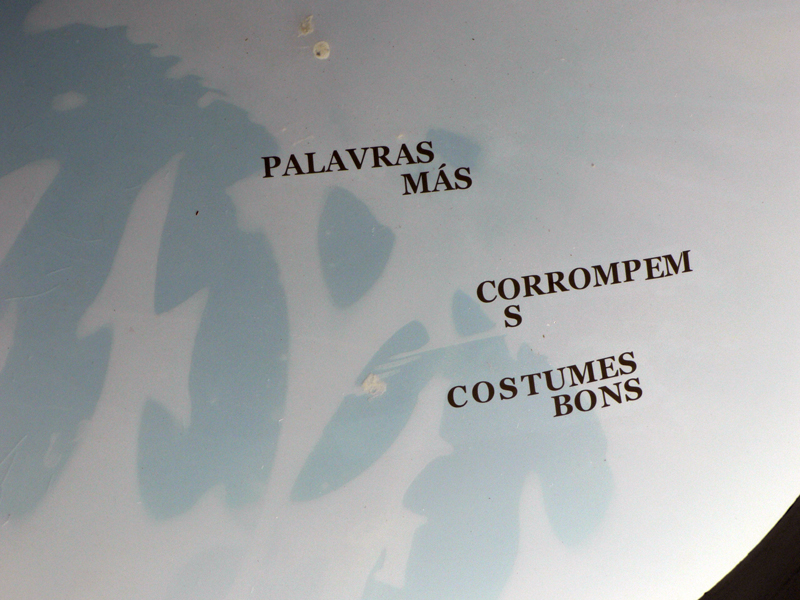 PALAVRAS
MÁS
CORROMPEM
S
COSTUMES
BONS